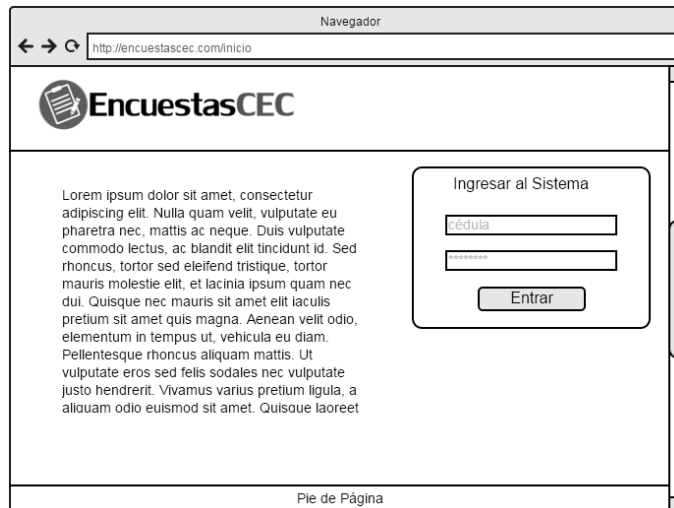 Navegador
http://encuestascec.com/inicio
EncuestasCEC
Lorem ipsum dolor sit amet, consectetur
adipiscing elit. Nulla quam velit, vulputate eu
pharetra nec, mattis ac neque. Duis vulputate
commodo lectus, ac blandit elit tincidunt id. Sed
rhoncus, tortor sed eleifend tristique, tortor
mauris molestie elit, et lacinia ipsum quam nec
dui. Quisque nec mauris sit amet elit iaculis
pretium sit amet quis magna. Aenean velit odio,
elementum in tempus ut, vehicula eu diam.
Pellentesque rhoncus aliquam mattis. Ut
vulputate eros sed felis sodales nec vulputate
justo hendrerit. Vivamus varius pretium ligula, a
aliquam odio euismod sit amet. Quisque laoreet
Ingresar al Sistema
cédula
********
Entrar
Pie de Página